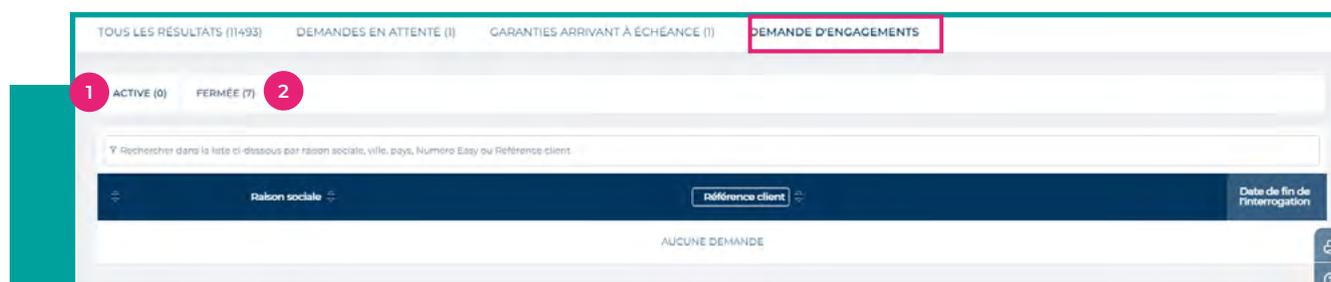 TOUS LES RÉSULTATS (11493) DEMANDES EN ATTENTE (1) GARANTIES ARRIVANT À ÉCHÉANCE (1) DEMANDE D'ENGAGEMENTS
1 ACTIVE (0) FERMÉE (7) 2
Rechercher dans la liste ci-dessous par raison sociale, ville, pays, Numéro Easy ou Référence client
Raison sociale Référence client Date de fin de
l'interrogation
AUCUNE DEMANDE